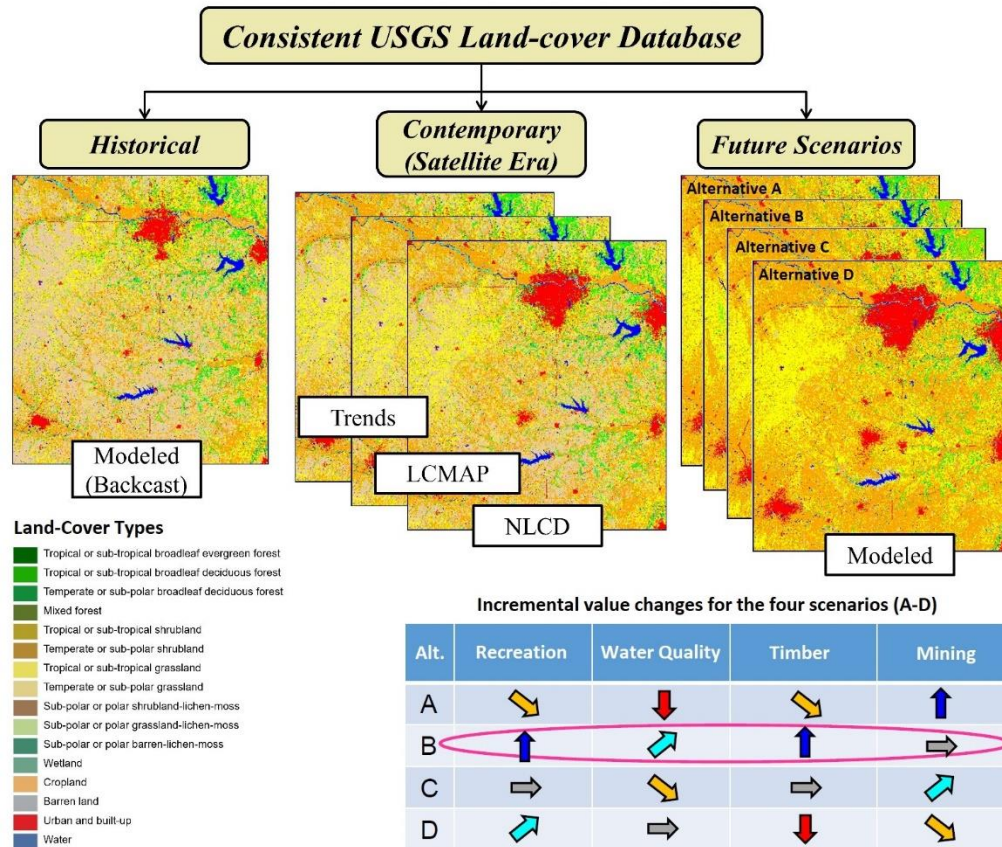 Consistent USGS Land-cover Database
Historical
Contemporary
(Satellite Era)
Future Scenarios
Alternative A
Alternative B
Alternative C
Alternative D
Trends
LCMAP
NLCD
Modeled
(Backcast)
Modeled
Land-Cover Types
Tropical or sub-tropical broadleaf evergreen forest
Tropical or sub-tropical broadleaf deciduous forest
Temperate or sub-polar broadleaf deciduous forest
Mixed forest
Tropical or sub-tropical shrubland
Temperate or sub-polar shrubland
Tropical or sub-tropical grassland
Temperate or sub-polar grassland
Sub-polar or polar shrubland-lichen-moss
Sub-polar or polar grassland-lichen-moss
Sub-polar or polar barren-lichen-moss
Wetland
Cropland
Barren land
Urban and built-up
Water
Incremental value changes for the four scenarios (A-D)
Alt. Recreation Water Quality Timber Mining
A
B
C
D